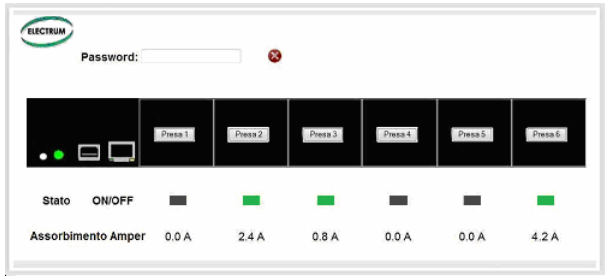 ELECTRUM
Password:
Presa 1 Presa 2 Presa 3 Presa 4 Presa 5 Presa 6
Stato ON/OFF
Assorbimento Amper 0.0 A 2.4 A 0.8 A 0.0 A 0.0 A 4.2 A